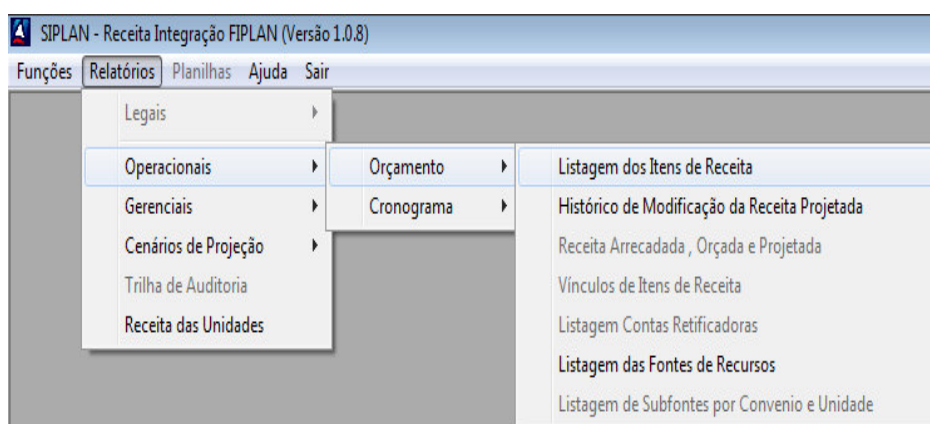 SIPLAN - Receita Integração FIPLAN (Versão 1.0.8)
Funções Relatórios Planilhas Ajuda Sair
Legais
Operacionais
Gerenciais
Cenários de Projeção
Trilha de Auditoria
Receita das Unidades
Orçamento
Cronograma
Listagem dos Itens de Receita
Histórico de Modificação da Receita Projetada
Receita Arrecadada , Orçada e Projetada
Vínculos de Itens de Receita
Listagem Contas Retificadoras
Listagem das Fontes de Recursos
Listagem de Subfontes por Convenio e Unidade